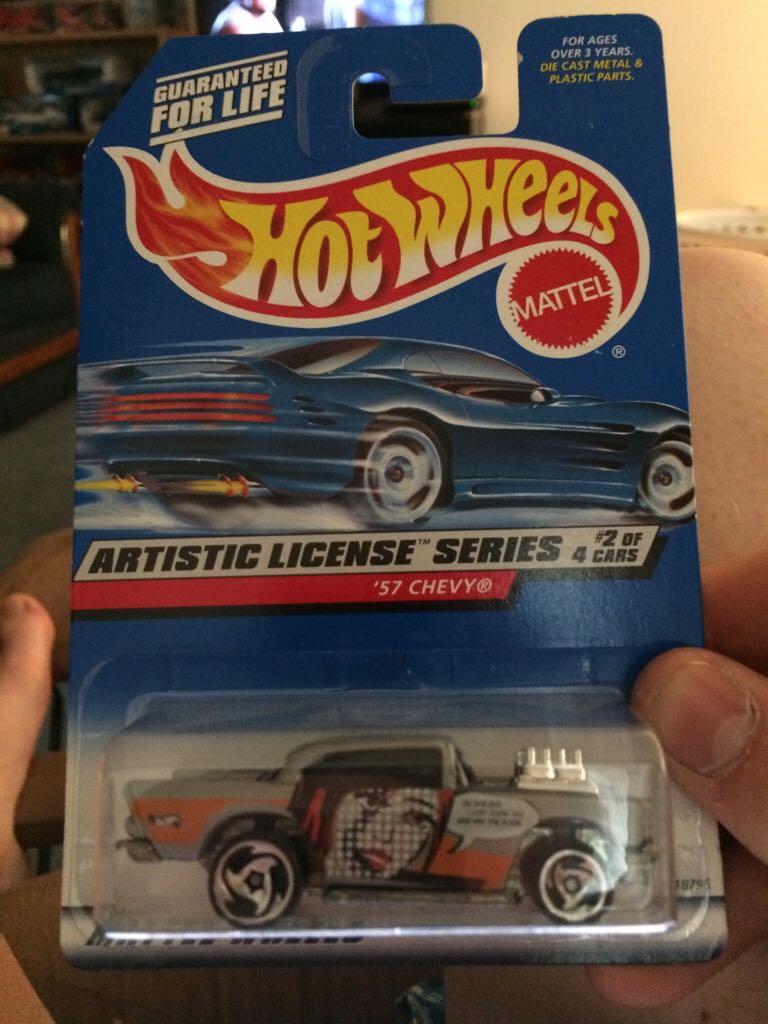 GUARANTEED
FOR LIFE
FOR AGES
OVER 3 YEARS.
DIE CAST METAL &
PLASTIC PARTS.
HOT WHEELS
MATTEL
®
ARTISTIC LICENSE™ SERIES #2 OF
4 CARS
'57 CHEVY®